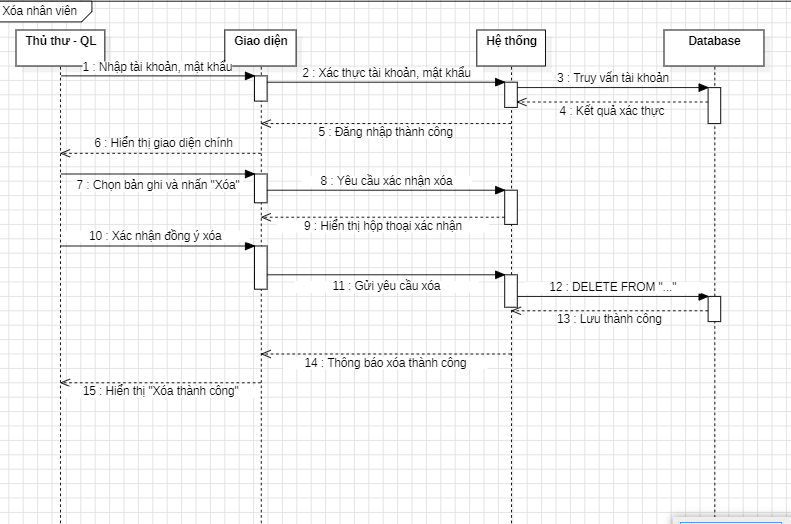 Xóa nhân viên
Thủ thư - QL
Giao diện
Hệ thống
Database
1 : Nhập tài khoản, mật khẩu
2 : Xác thực tài khoản, mật khẩu
3 : Truy vấn tài khoản
4 : Kết quả xác thực
5 : Đăng nhập thành công
6 : Hiển thị giao diện chính
7 : Chọn bản ghi và nhấn "Xóa"
8 : Yêu cầu xác nhận xóa
9 : Hiển thị hộp thoại xác nhận
10 : Xác nhận đồng ý xóa
11 : Gửi yêu cầu xóa
12 : DELETE FROM "..."
13 : Lưu thành công
14 : Thông báo xóa thành công
15 : Hiển thị "Xóa thành công"